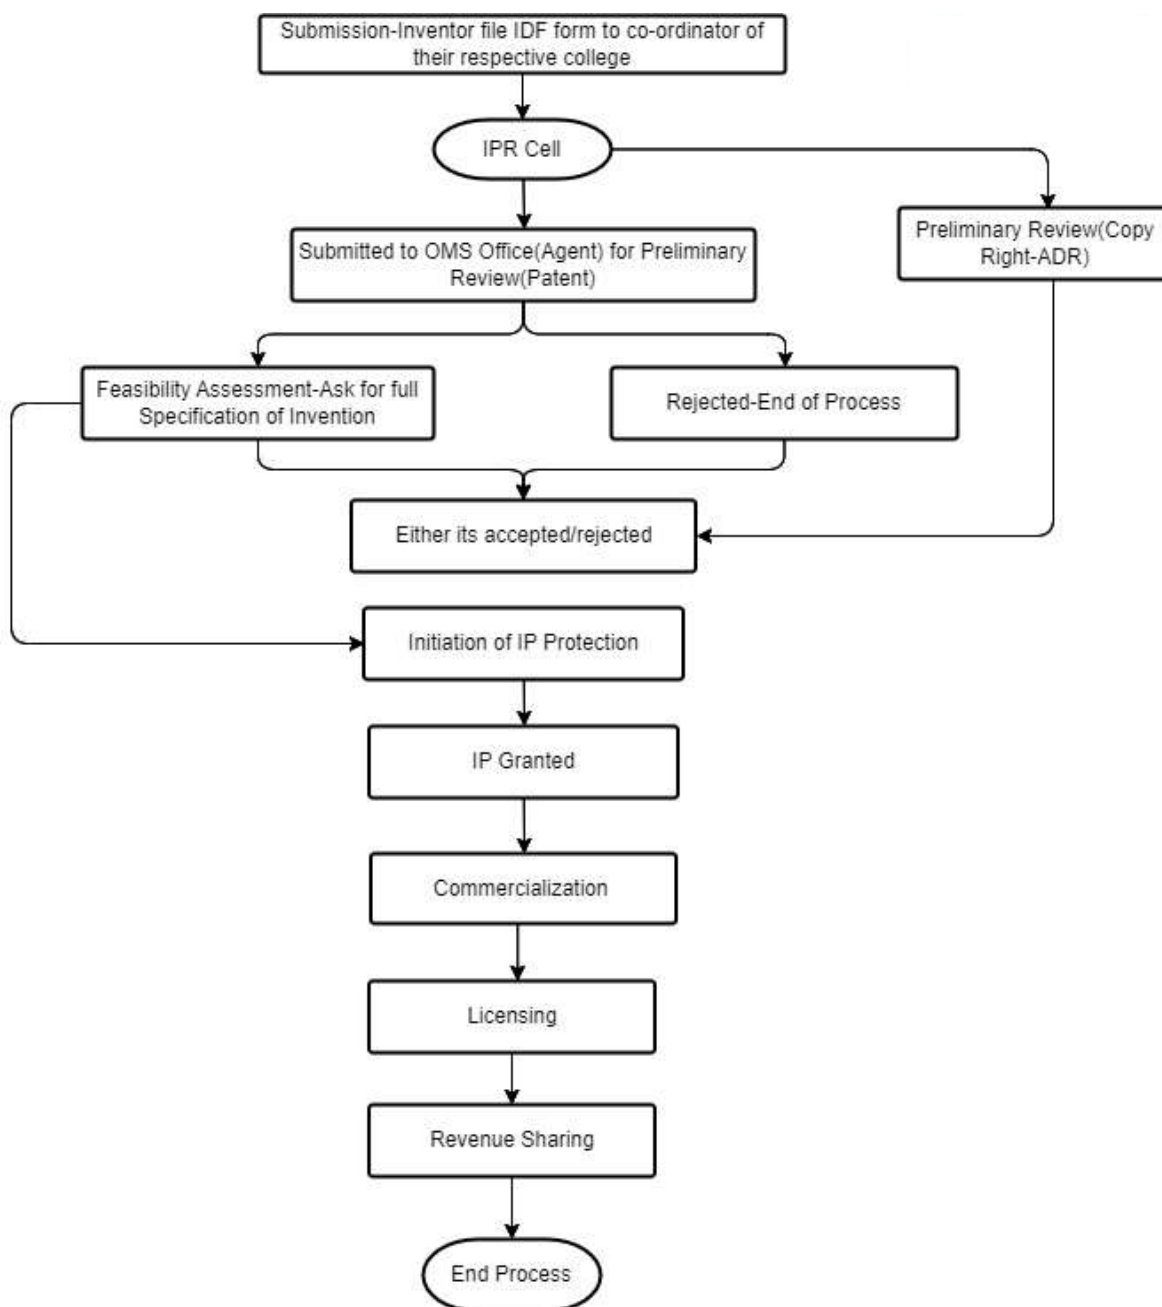 Submission-Inventor file IDF form to co-ordinator of
their respective college
IPR Cell
Preliminary Review(Copy
Right-ADR)
Submitted to OMS Office(Agent) for Preliminary
Review(Patent)
Feasibility Assessment-Ask for full
Specification of Invention
Rejected-End of Process
Either its accepted/rejected
Initiation of IP Protection
IP Granted
Commercialization
Licensing
Revenue Sharing
End Process